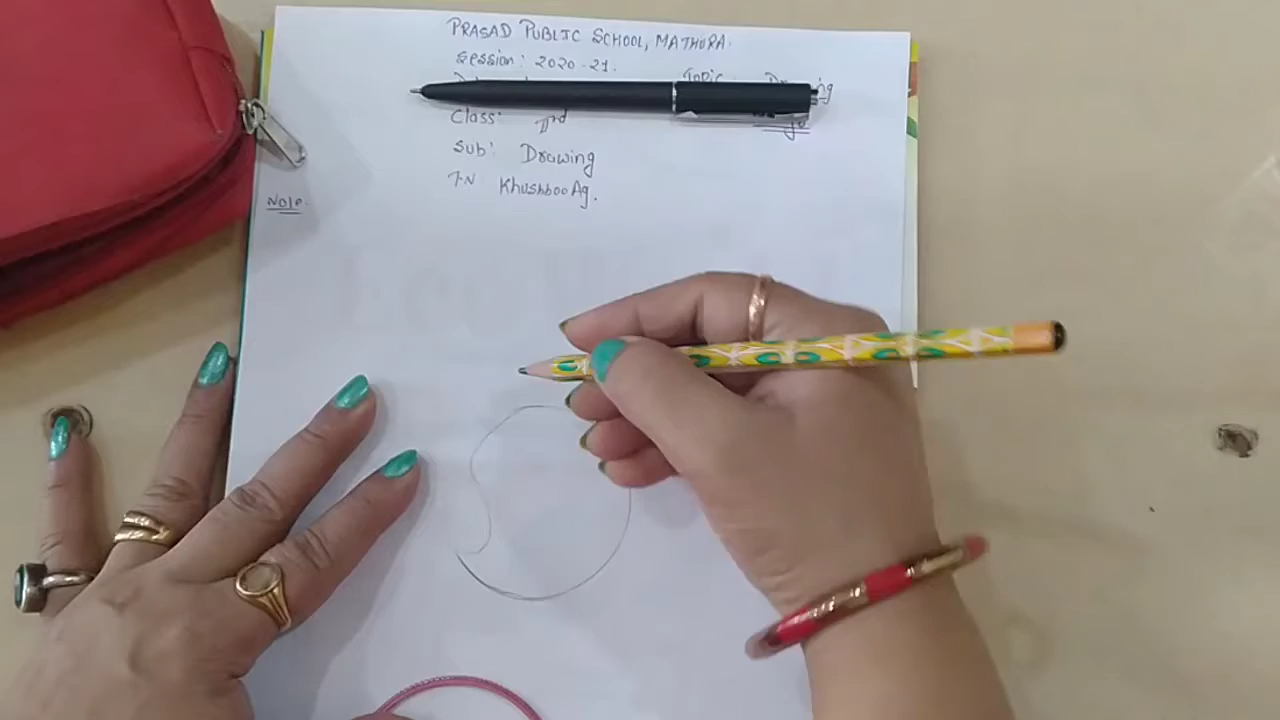 PRASAD PUBLIC SCHOOL, MATHURA.
Session: 2020-21.
Topic
Class: IInd
Sub: Drawing
T.N Khushboo Ag.
Note.